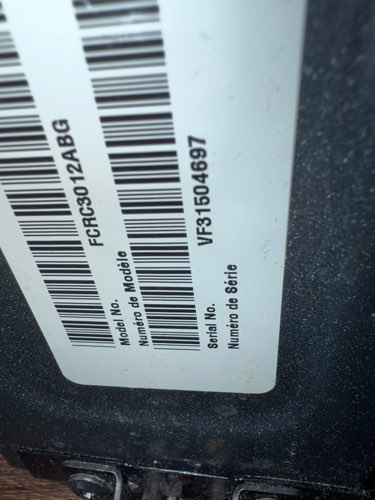 FCRC3012ABG
Model No.
Numéro de Modèle
VF31504697
Serial No.
Numéro de Série